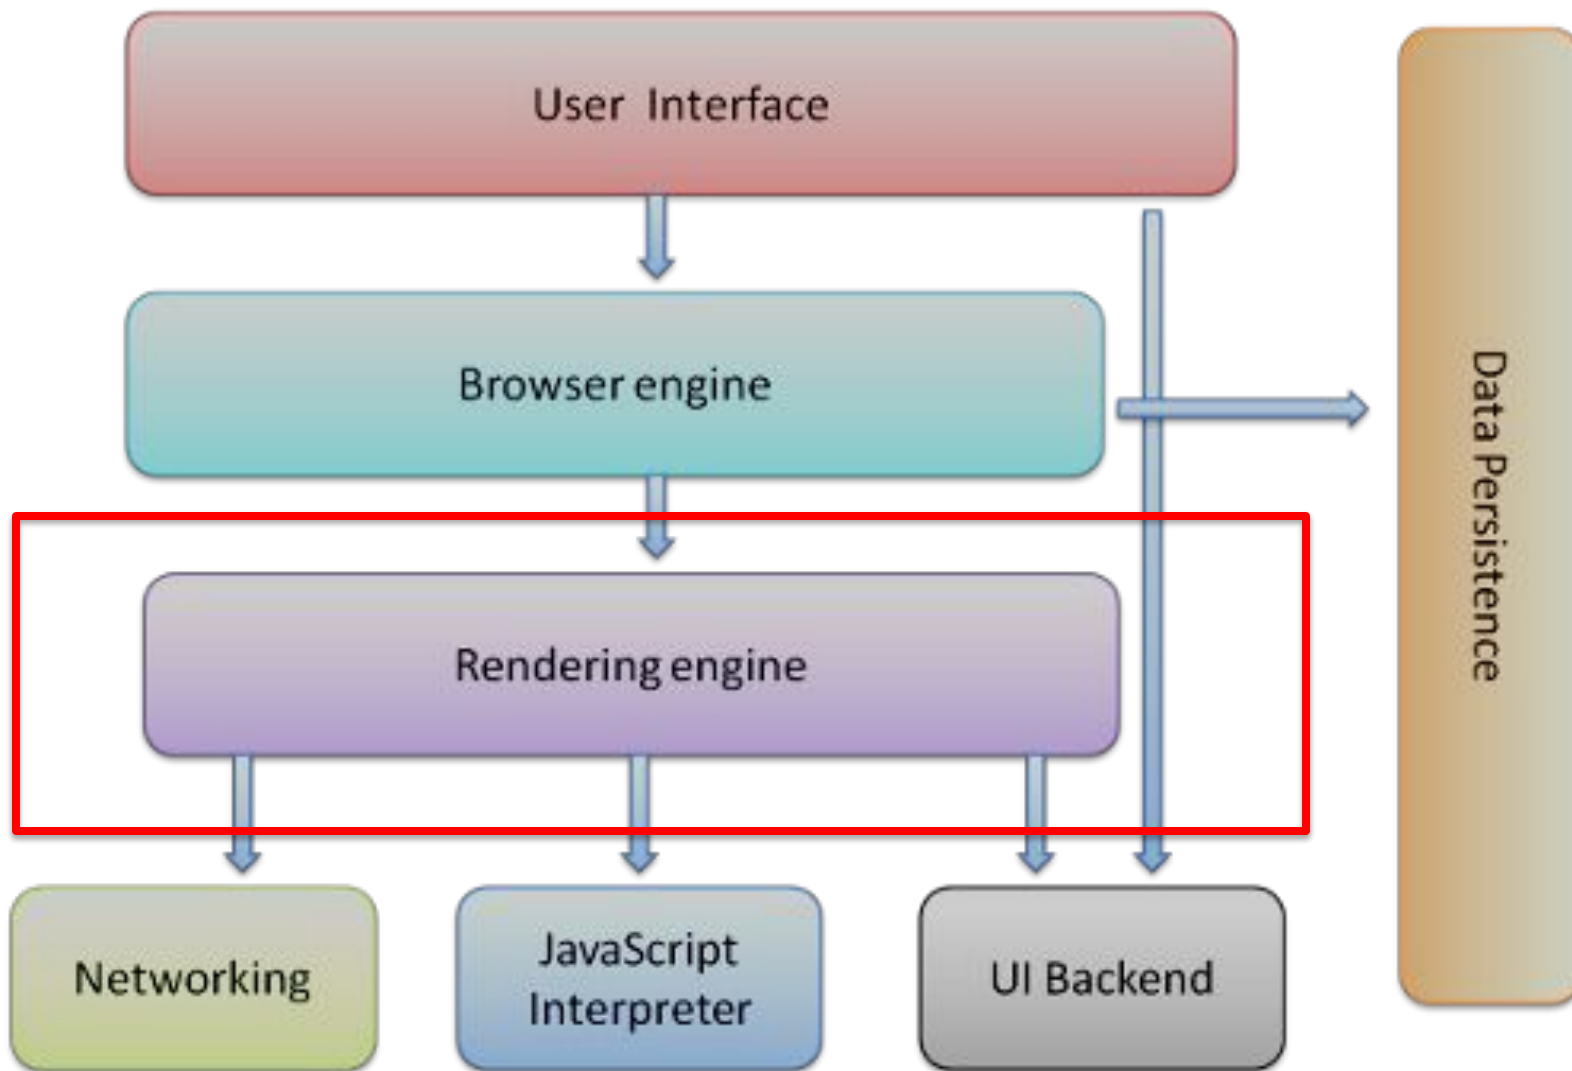 User Interface
Browser engine
Data Persistence
Rendering engine
Networking
JavaScript
Interpreter
UI Backend